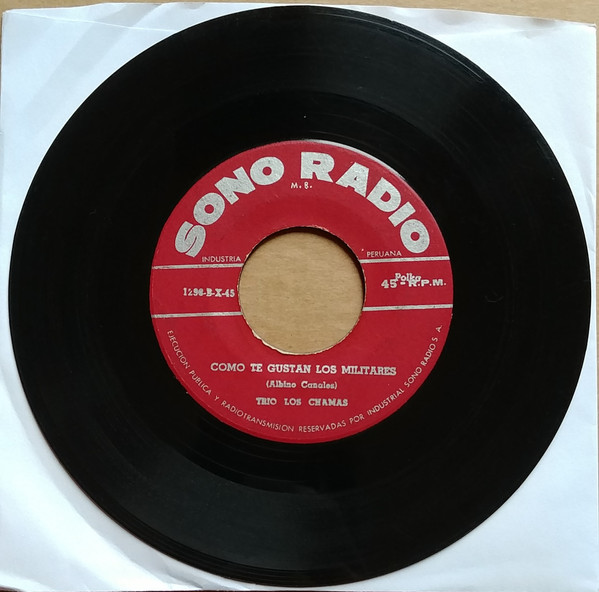 SONO RADIO
M. B.
INDUSTRIA PERUANA
1298-B-X-45
Polka
45 - R.P.M.
COMO TE GUSTAN LOS MILITARES
(Albino Canales)
TRIO LOS CHAMAS
EJECUCION PUBLICA Y RADIOTRANSMISION RESERVADAS POR INDUSTRIAL SONO RADIO S. A.